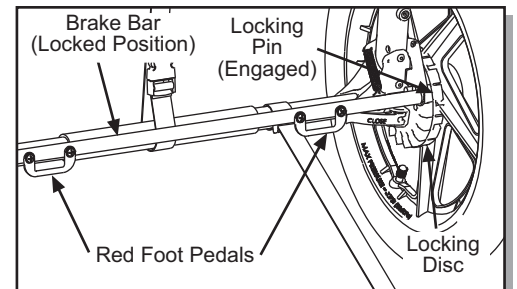 Brake Bar
(Locked Position)
Locking
Pin
(Engaged)
CLOSE
Red Foot Pedals
Locking
Disc